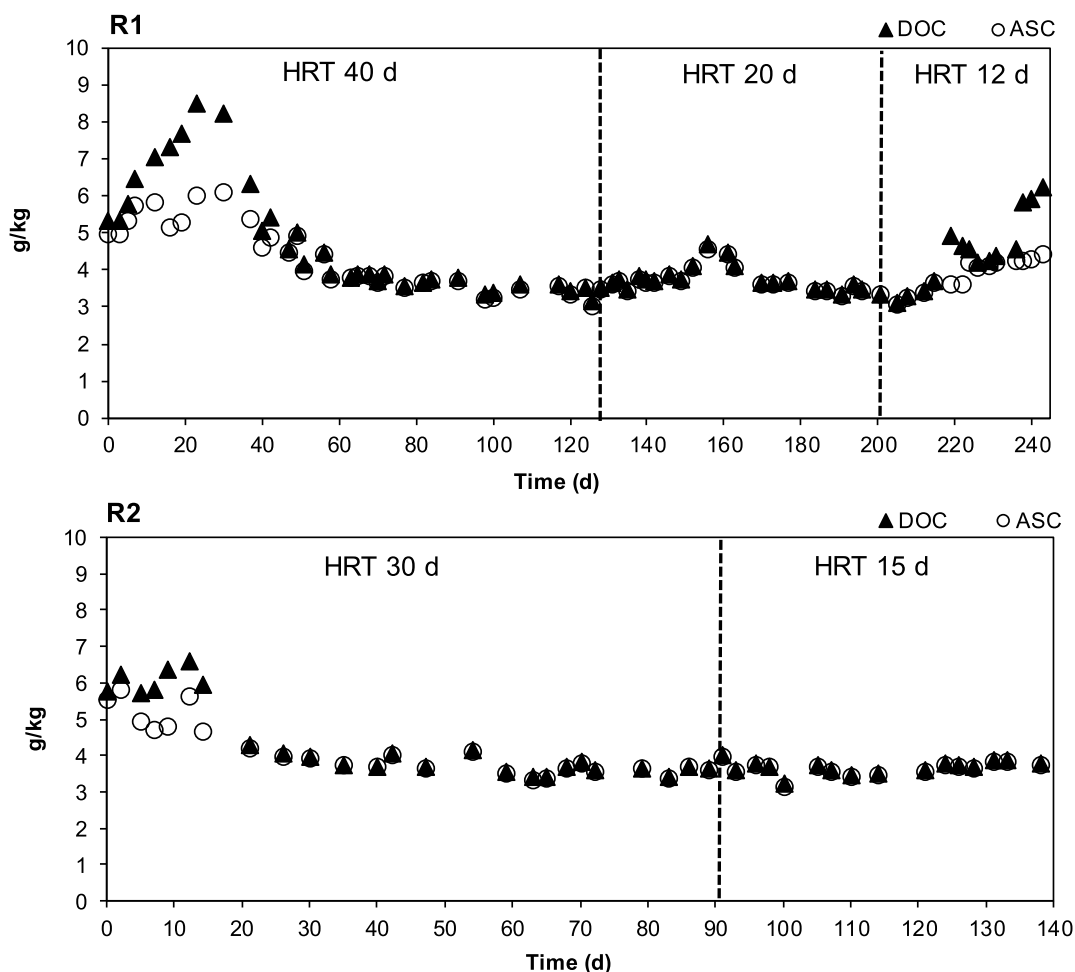 R1
▲ DOC ○ ASC
HRT 40 d HRT 20 d HRT 12 d
10
9
8
7
6
5
4
3
2
1
0
g/kg
0 20 40 60 80 100 120 140 160 180 200 220 240
Time (d)
R2
▲ DOC ○ ASC
HRT 30 d HRT 15 d
10
9
8
7
6
5
4
3
2
1
0
g/kg
0 10 20 30 40 50 60 70 80 90 100 110 120 130 140
Time (d)